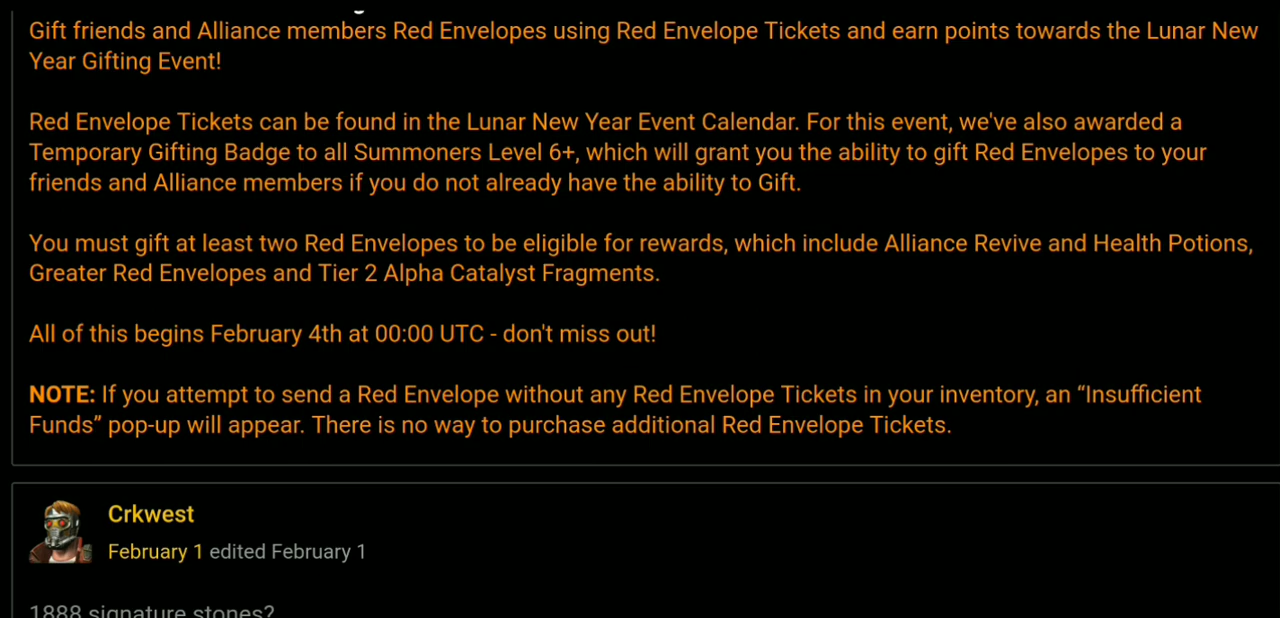 Gift friends and Alliance members Red Envelopes using Red Envelope Tickets and earn points towards the Lunar New
Year Gifting Event!
Red Envelope Tickets can be found in the Lunar New Year Event Calendar. For this event, we've also awarded a
Temporary Gifting Badge to all Summoners Level 6+, which will grant you the ability to gift Red Envelopes to your
friends and Alliance members if you do not already have the ability to Gift.
You must gift at least two Red Envelopes to be eligible for rewards, which include Alliance Revive and Health Potions,
Greater Red Envelopes and Tier 2 Alpha Catalyst Fragments.
All of this begins February 4th at 00:00 UTC - don't miss out!
NOTE: If you attempt to send a Red Envelope without any Red Envelope Tickets in your inventory, an “Insufficient
Funds” pop-up will appear. There is no way to purchase additional Red Envelope Tickets.
Crkwest
February 1 edited February 1
1888 signature stones?